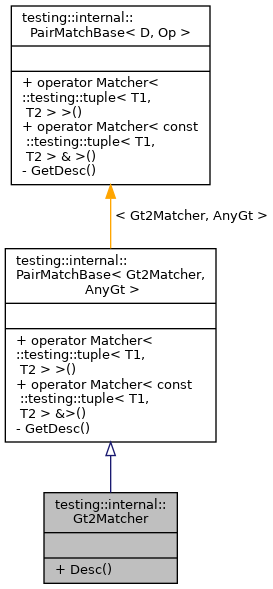 testing::internal::
PairMatchBase< D, Op >
+ operator Matcher<
::testing::tuple< T1,
T2 > >()
+ operator Matcher< const
::testing::tuple< T1,
T2 > & >()
- GetDesc()
< Gt2Matcher, AnyGt >
testing::internal::
PairMatchBase< Gt2Matcher,
AnyGt >
+ operator Matcher<
::testing::tuple< T1,
T2 > >()
+ operator Matcher< const
::testing::tuple< T1,
T2 > &>()
- GetDesc()
testing::internal::
Gt2Matcher
+ Desc()